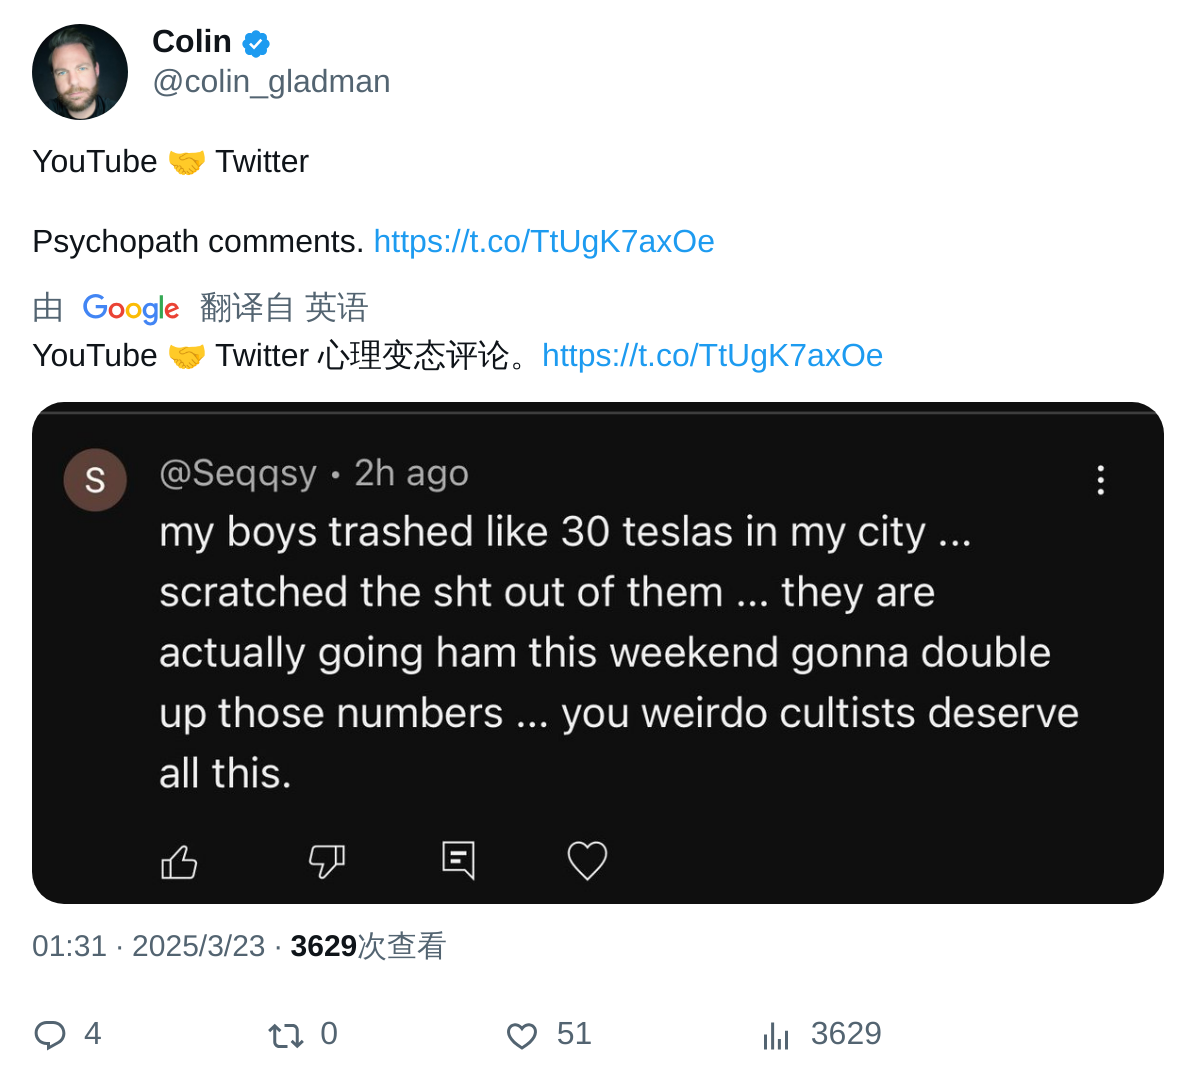 Colin
@colin_gladman
YouTube 🤝 Twitter
Psychopath comments. https://t.co/TtUgK7axOe
由 Google 翻译自 英语
YouTube 🤝 Twitter 心理变态评论。https://t.co/TtUgK7axOe
S
@Seqqsy • 2h ago
my boys trashed like 30 teslas in my city ...
scratched the sht out of them ... they are
actually going ham this weekend gonna double
up those numbers ... you weirdo cultists deserve
all this.
01:31 · 2025/3/23 · 3629次查看
4 0 51 3629